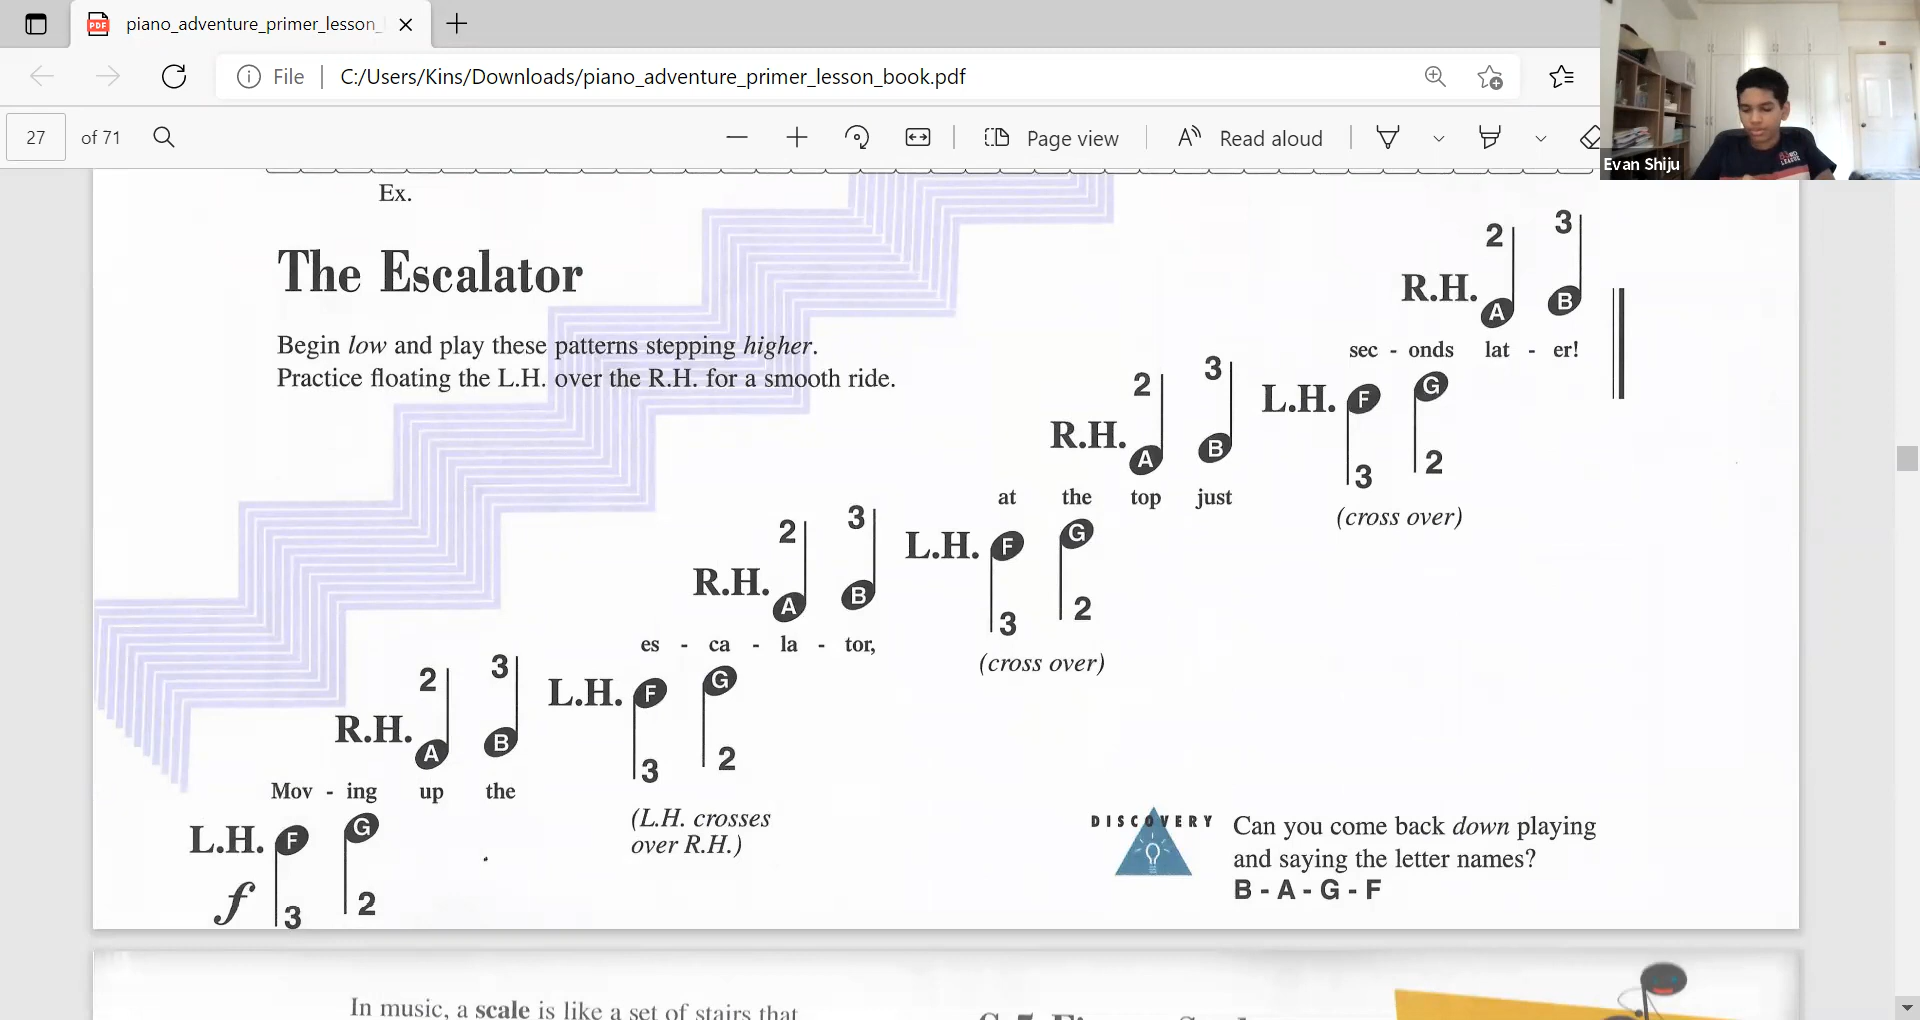 piano_adventure_primer_lesson_
File
C:/Users/Kins/Downloads/piano_adventure_primer_lesson_book.pdf
27 of 71
Page view
Read aloud
Evan Shiju
Ex.
The Escalator
Begin low and play these patterns stepping higher.
Practice floating the L.H. over the R.H. for a smooth ride.
2 3
R.H. A B
sec - onds lat - er!
L.H. F G
3 2
(cross over)
2 3
R.H. A B
at the top just
L.H. F G
3 2
(cross over)
2 3
R.H. A B
es - ca - la - tor,
L.H. F G
3 2
(L.H. crosses
over R.H.)
2 3
R.H. A B
Mov - ing up the
L.H. F G
f 3 2
DISCOVERY
Can you come back down playing
and saying the letter names?
B - A - G - F
In music, a scale is like a set of stairs that